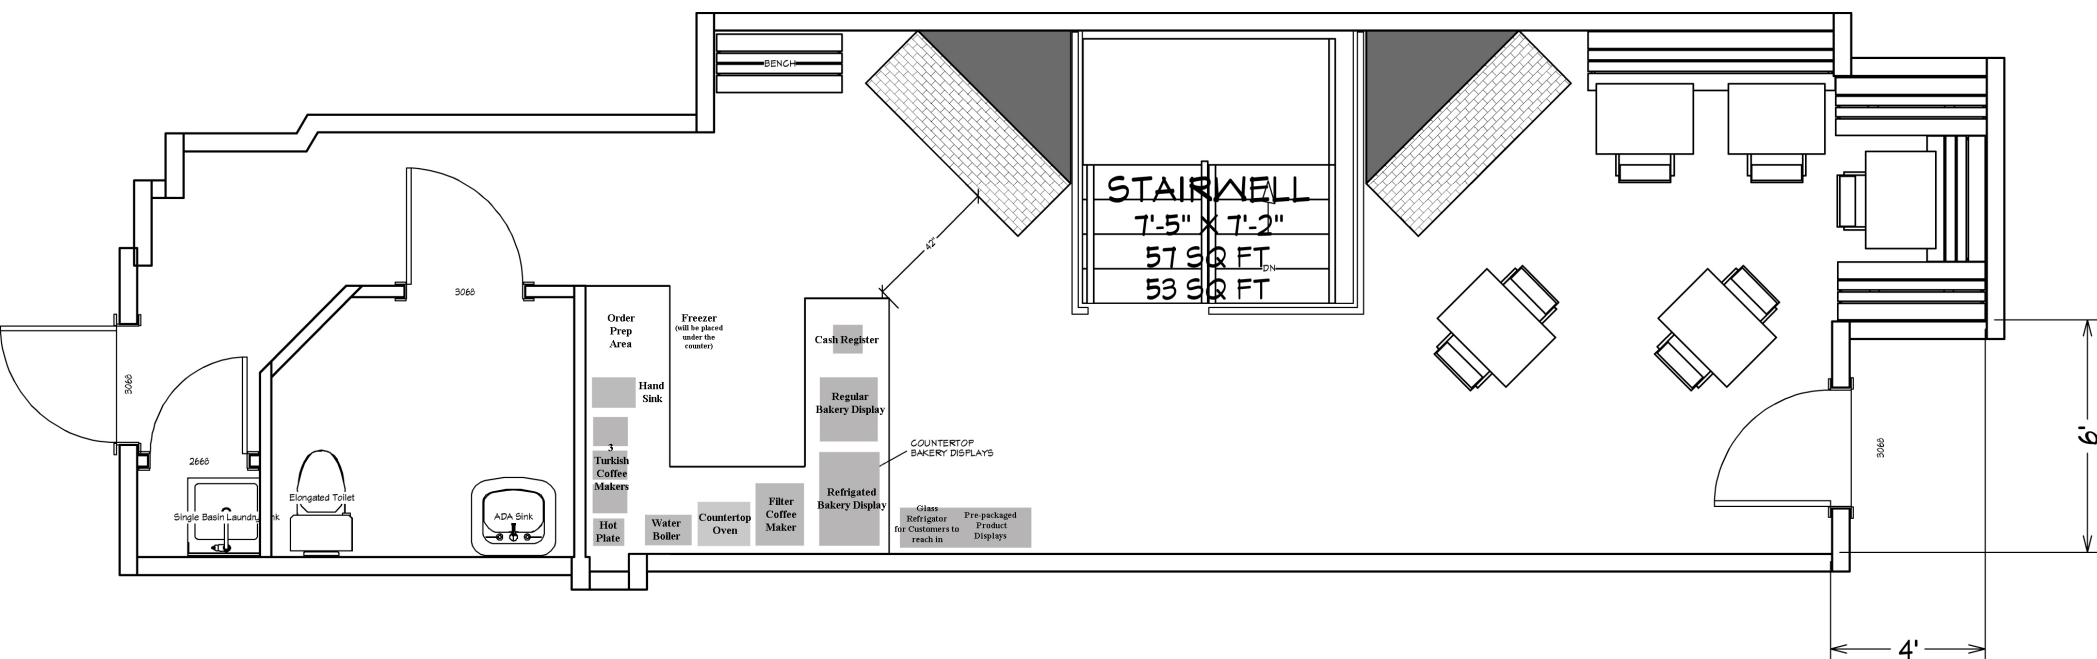 BENCH
STAIRWELL
7'-5" X 7'-2"
57 SQ FT
DN
53 SQ FT
42"
3068
Order
Prep
Area
Freezer
(will be placed
under the
counter)
Cash Register
3068
Hand
Sink
Regular
Bakery Display
COUNTERTOP
BAKERY DISPLAYS
3
Turkish
Coffee
Makers
2668
Elongated Toilet
Single Basin Laundry Sink
ADA Sink
Hot
Plate
Water
Boiler
Countertop
Oven
Filter
Coffee
Maker
Refrigated
Bakery Display
Glass
Refrigator
for Customers to
reach in
Pre-packaged
Product
Displays
3068
6'
4'